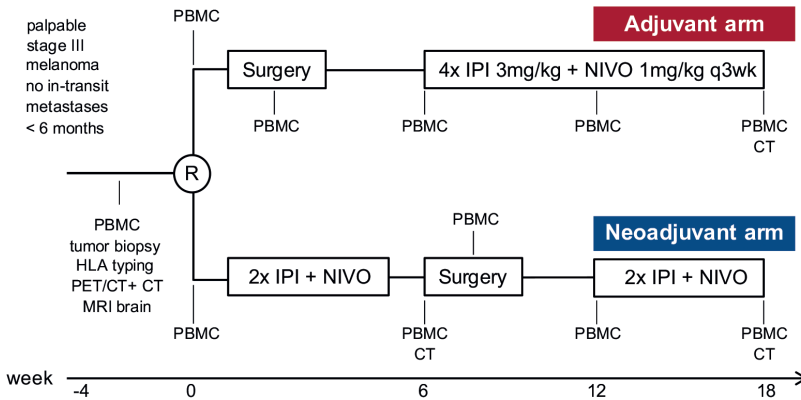 palpable
stage III
melanoma
no in-transit
metastases
< 6 months
PBMC
Adjuvant arm
Surgery
4x IPI 3mg/kg + NIVO 1mg/kg q3wk
PBMC
PBMC
PBMC
PBMC
CT
R
PBMC
tumor biopsy
HLA typing
PET/CT+ CT
MRI brain
PBMC
Neoadjuvant arm
2x IPI + NIVO
Surgery
2x IPI + NIVO
PBMC
PBMC
CT
PBMC
PBMC
CT
week
-4 0 6 12 18